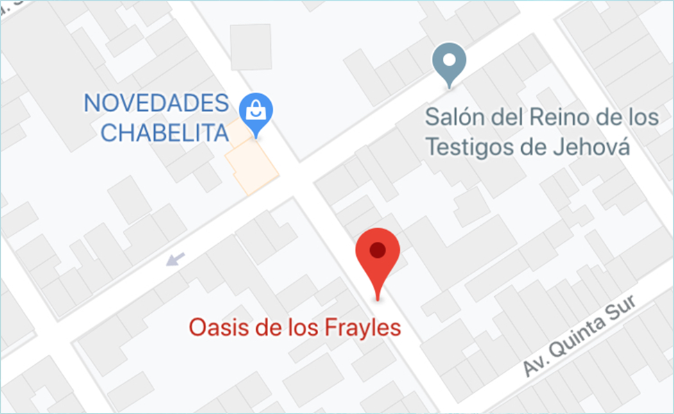 NOVEDADES
CHABELITA
Salón del Reino de los
Testigos de Jehová
Oasis de los Frayles
Av. Quinta Sur